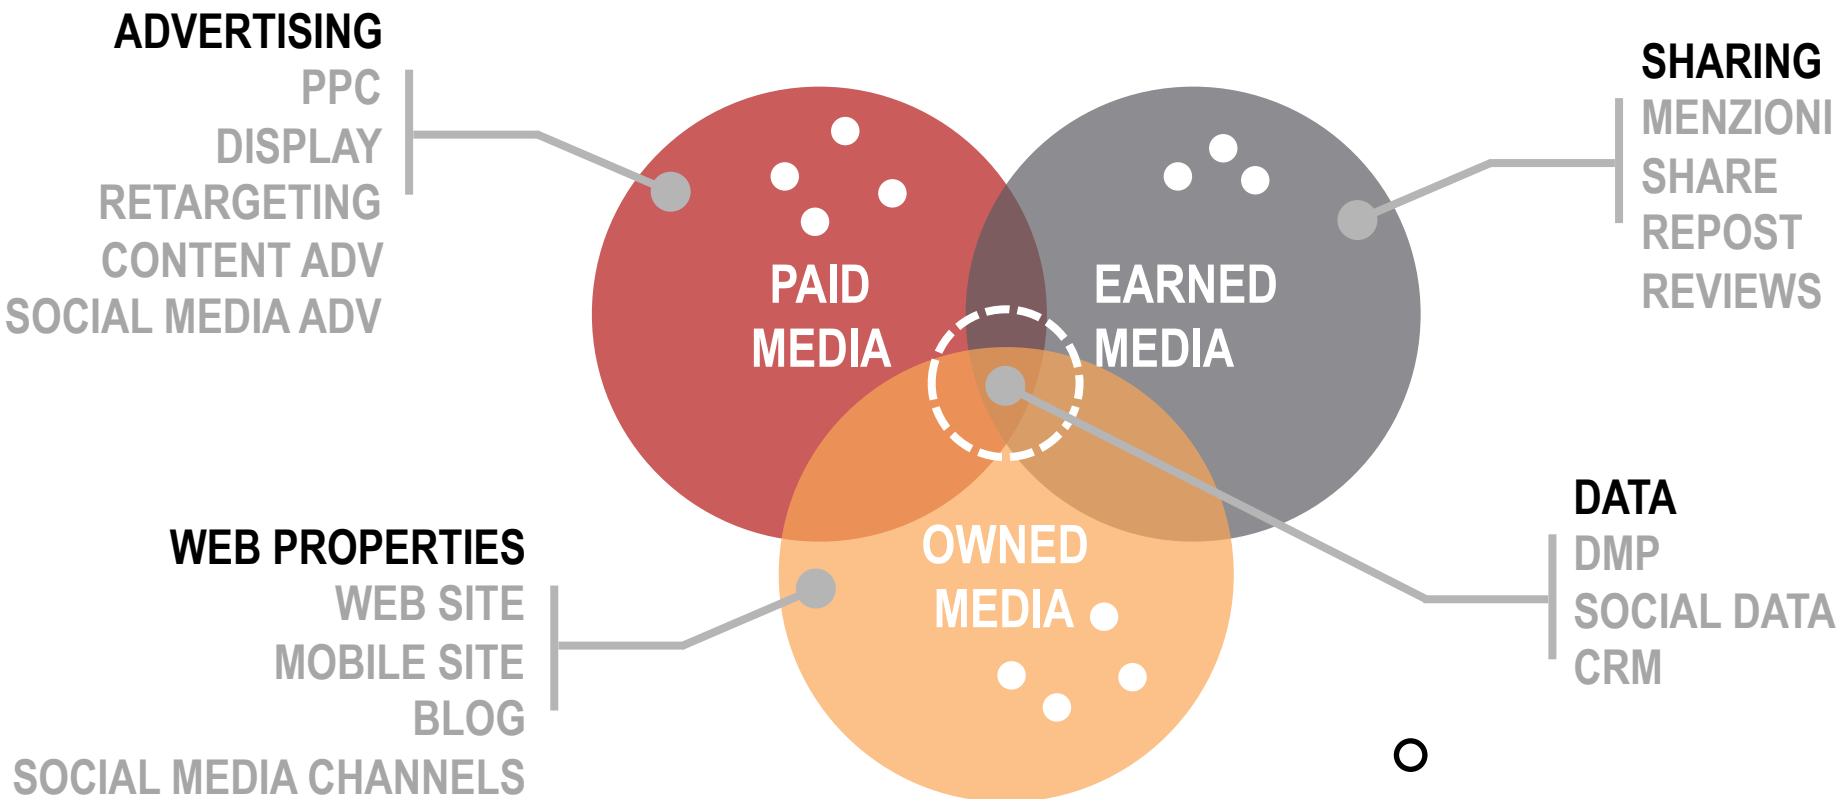 ADVERTISING
PPC
DISPLAY
RETARGETING
CONTENT ADV
SOCIAL MEDIA ADV
PAID
MEDIA
EARNED
MEDIA
SHARING
MENZIONI
SHARE
REPOST
REVIEWS
WEB PROPERTIES
WEB SITE
MOBILE SITE
BLOG
SOCIAL MEDIA CHANNELS
OWNED
MEDIA
DATA
DMP
SOCIAL DATA
CRM